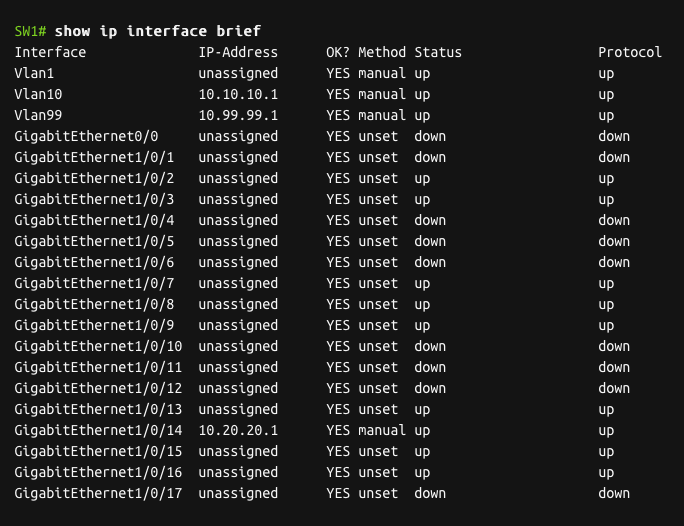 SW1# show ip interface brief
Interface              IP-Address      OK? Method Status                 Protocol
Vlan1                  unassigned      YES manual up                     up
Vlan10                 10.10.10.1      YES manual up                     up
Vlan99                 10.99.99.1      YES manual up                     up
GigabitEthernet0/0     unassigned      YES unset  down                   down
GigabitEthernet1/0/1   unassigned      YES unset  down                   down
GigabitEthernet1/0/2   unassigned      YES unset  up                     up
GigabitEthernet1/0/3   unassigned      YES unset  up                     up
GigabitEthernet1/0/4   unassigned      YES unset  down                   down
GigabitEthernet1/0/5   unassigned      YES unset  down                   down
GigabitEthernet1/0/6   unassigned      YES unset  down                   down
GigabitEthernet1/0/7   unassigned      YES unset  up                     up
GigabitEthernet1/0/8   unassigned      YES unset  up                     up
GigabitEthernet1/0/9   unassigned      YES unset  up                     up
GigabitEthernet1/0/10  unassigned      YES unset  down                   down
GigabitEthernet1/0/11  unassigned      YES unset  down                   down
GigabitEthernet1/0/12  unassigned      YES unset  down                   down
GigabitEthernet1/0/13  unassigned      YES unset  up                     up
GigabitEthernet1/0/14  10.20.20.1      YES manual up                     up
GigabitEthernet1/0/15  unassigned      YES unset  up                     up
GigabitEthernet1/0/16  unassigned      YES unset  up                     up
GigabitEthernet1/0/17  unassigned      YES unset  down                   down